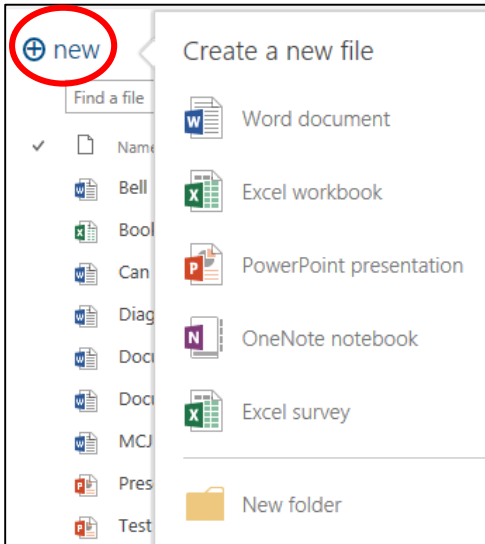 new
Find a file
Name
Bell
Book
Can
Diag
Docu
Docu
MCJ
Pres
Test
Create a new file
Word document
Excel workbook
PowerPoint presentation
OneNote notebook
Excel survey
New folder